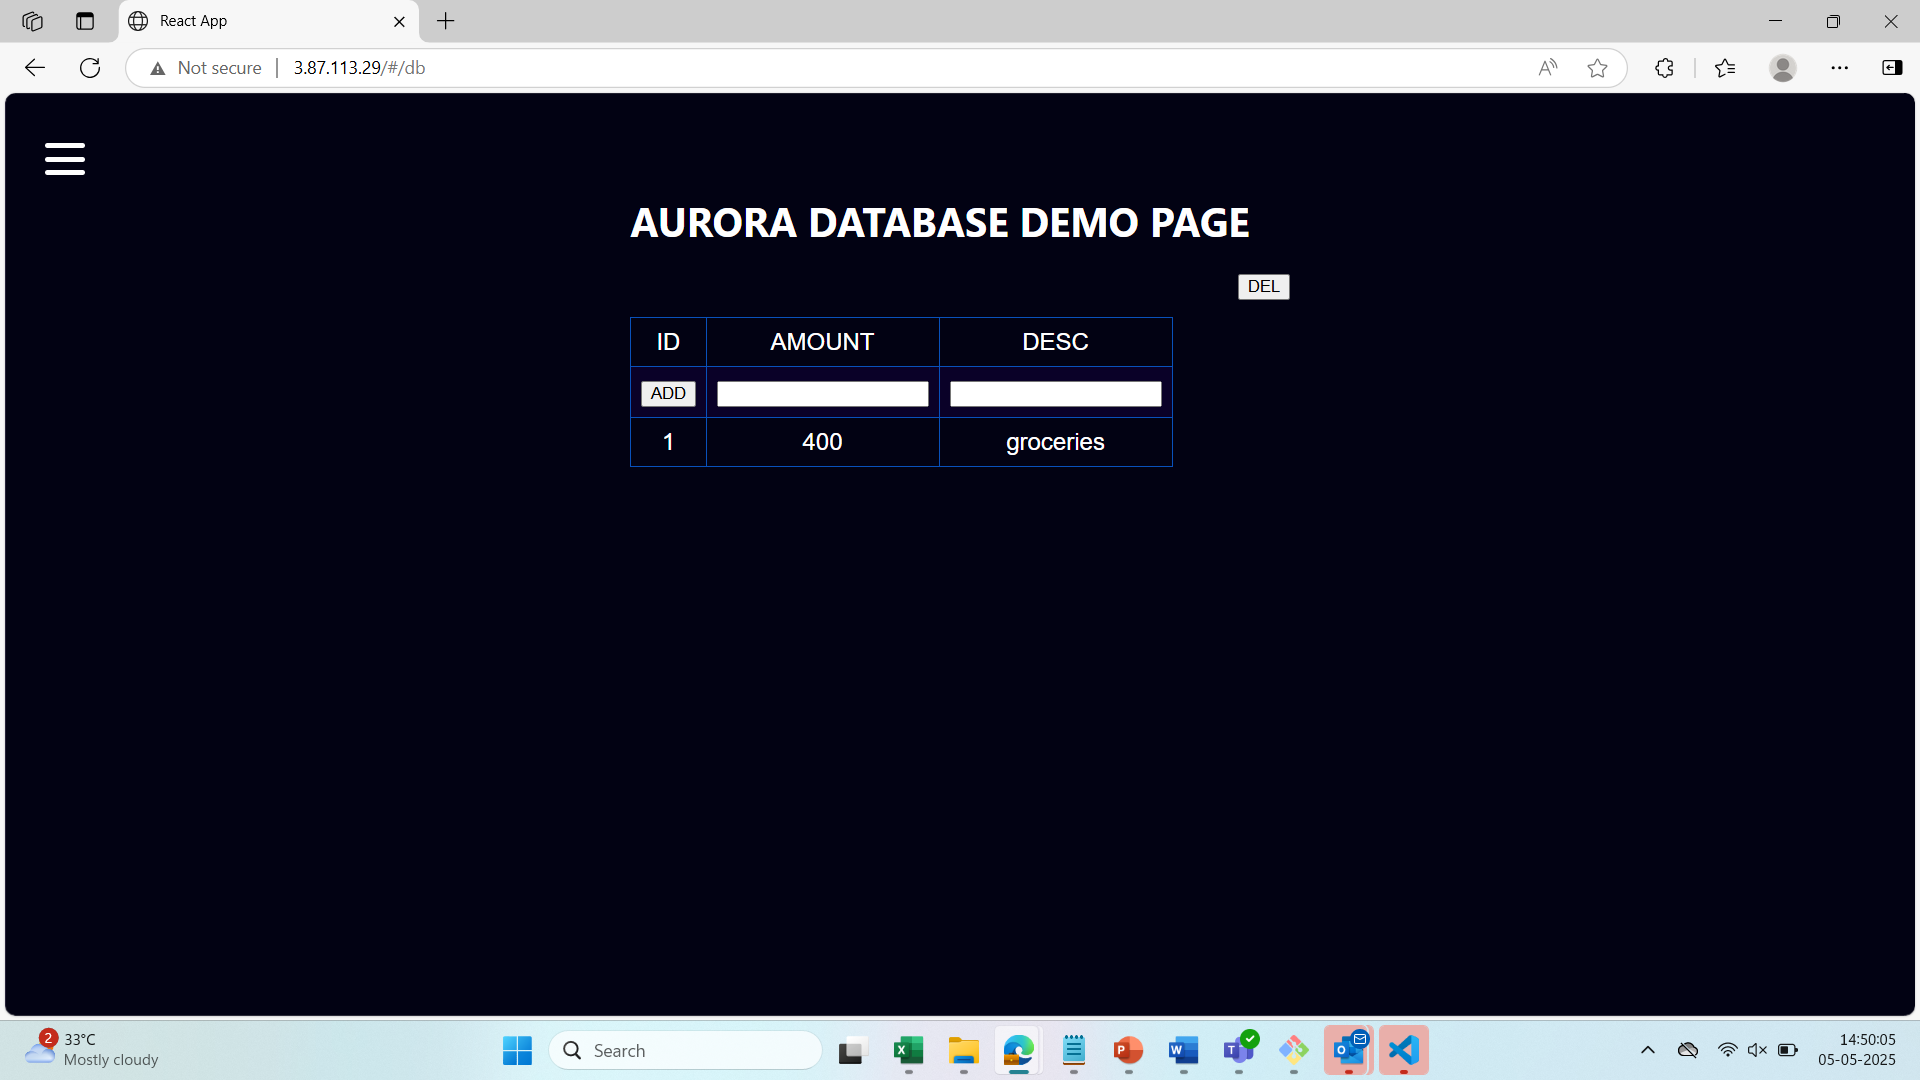 React App
Not secure
3.87.113.29/#/db
AURORA DATABASE DEMO PAGE
DEL
ID AMOUNT DESC
ADD
1 400 groceries
2
33°C
Mostly cloudy
Search
14:50:05
05-05-2025